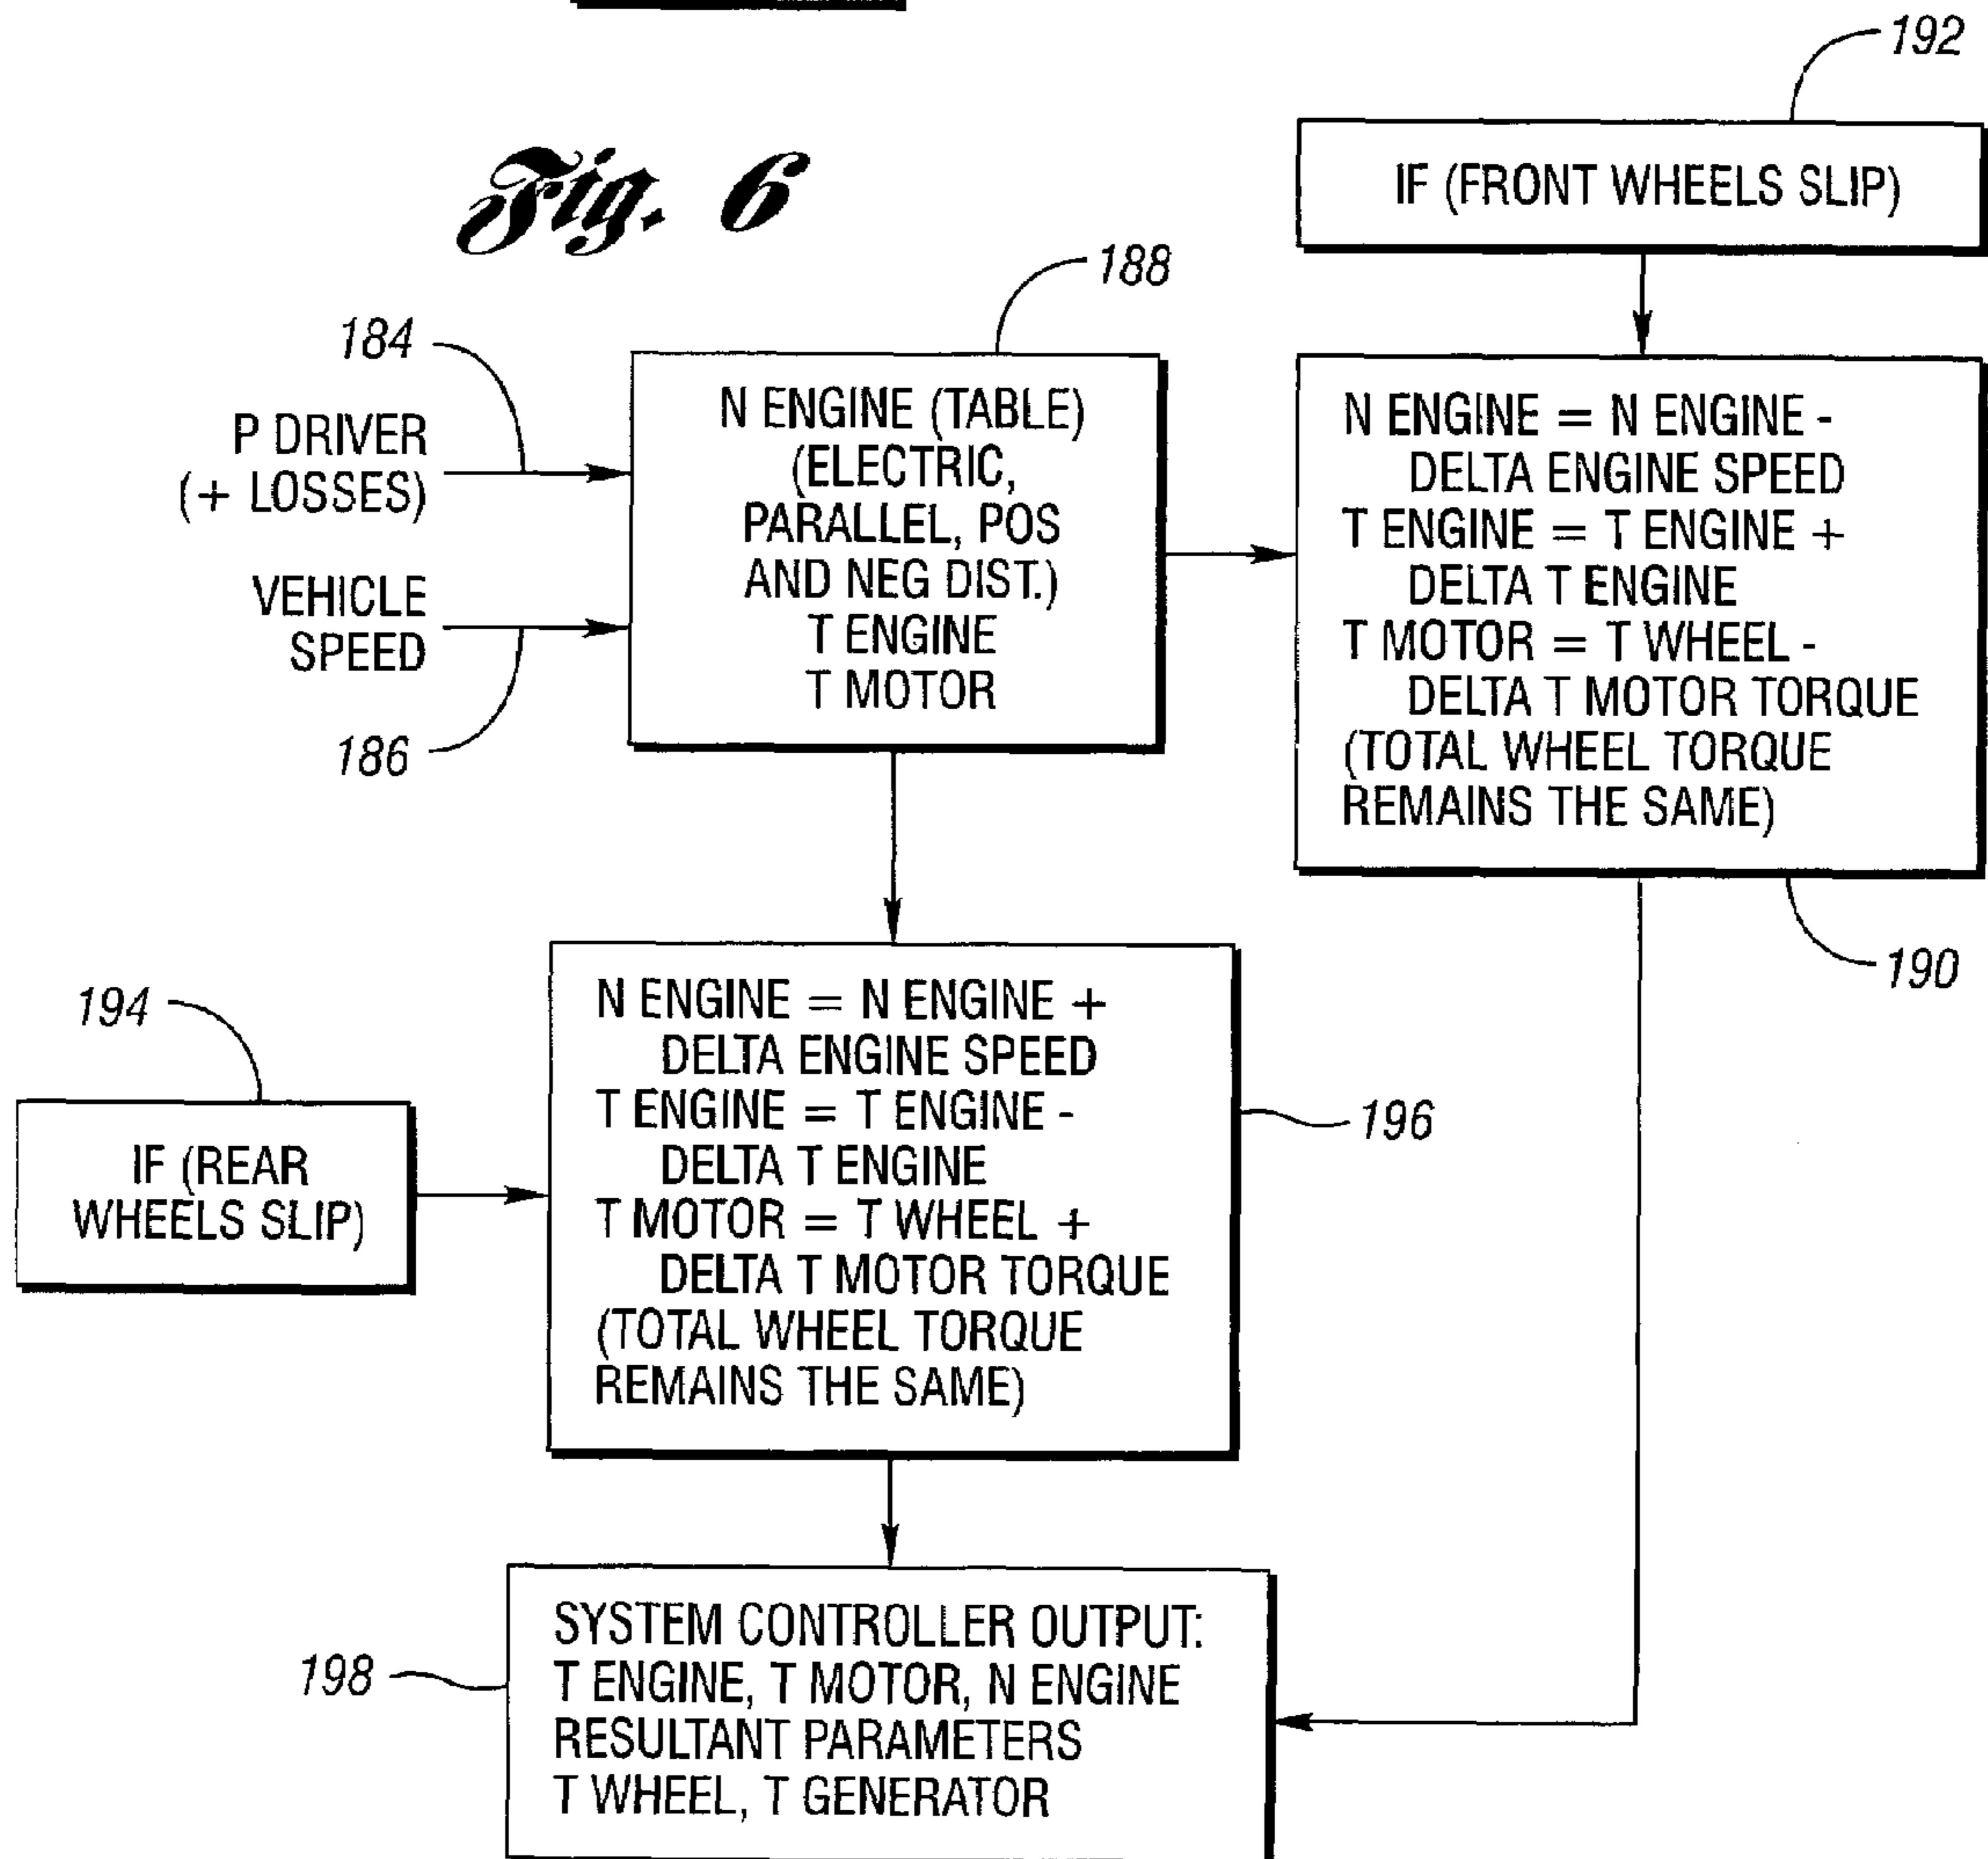 Fig. 6
192
IF (FRONT WHEELS SLIP)
188
184
P DRIVER
(+ LOSSES)
VEHICLE
SPEED
186
N ENGINE (TABLE)
(ELECTRIC,
PARALLEL, POS
AND NEG DIST.)
T ENGINE
T MOTOR
N ENGINE = N ENGINE -
DELTA ENGINE SPEED
T ENGINE = T ENGINE +
DELTA T ENGINE
T MOTOR = T WHEEL -
DELTA T MOTOR TORQUE
(TOTAL WHEEL TORQUE
REMAINS THE SAME)
190
194
IF (REAR
WHEELS SLIP)
N ENGINE = N ENGINE +
DELTA ENGINE SPEED
T ENGINE = T ENGINE -
DELTA T ENGINE
T MOTOR = T WHEEL +
DELTA T MOTOR TORQUE
(TOTAL WHEEL TORQUE
REMAINS THE SAME)
196
198
SYSTEM CONTROLLER OUTPUT:
T ENGINE, T MOTOR, N ENGINE
RESULTANT PARAMETERS
T WHEEL, T GENERATOR